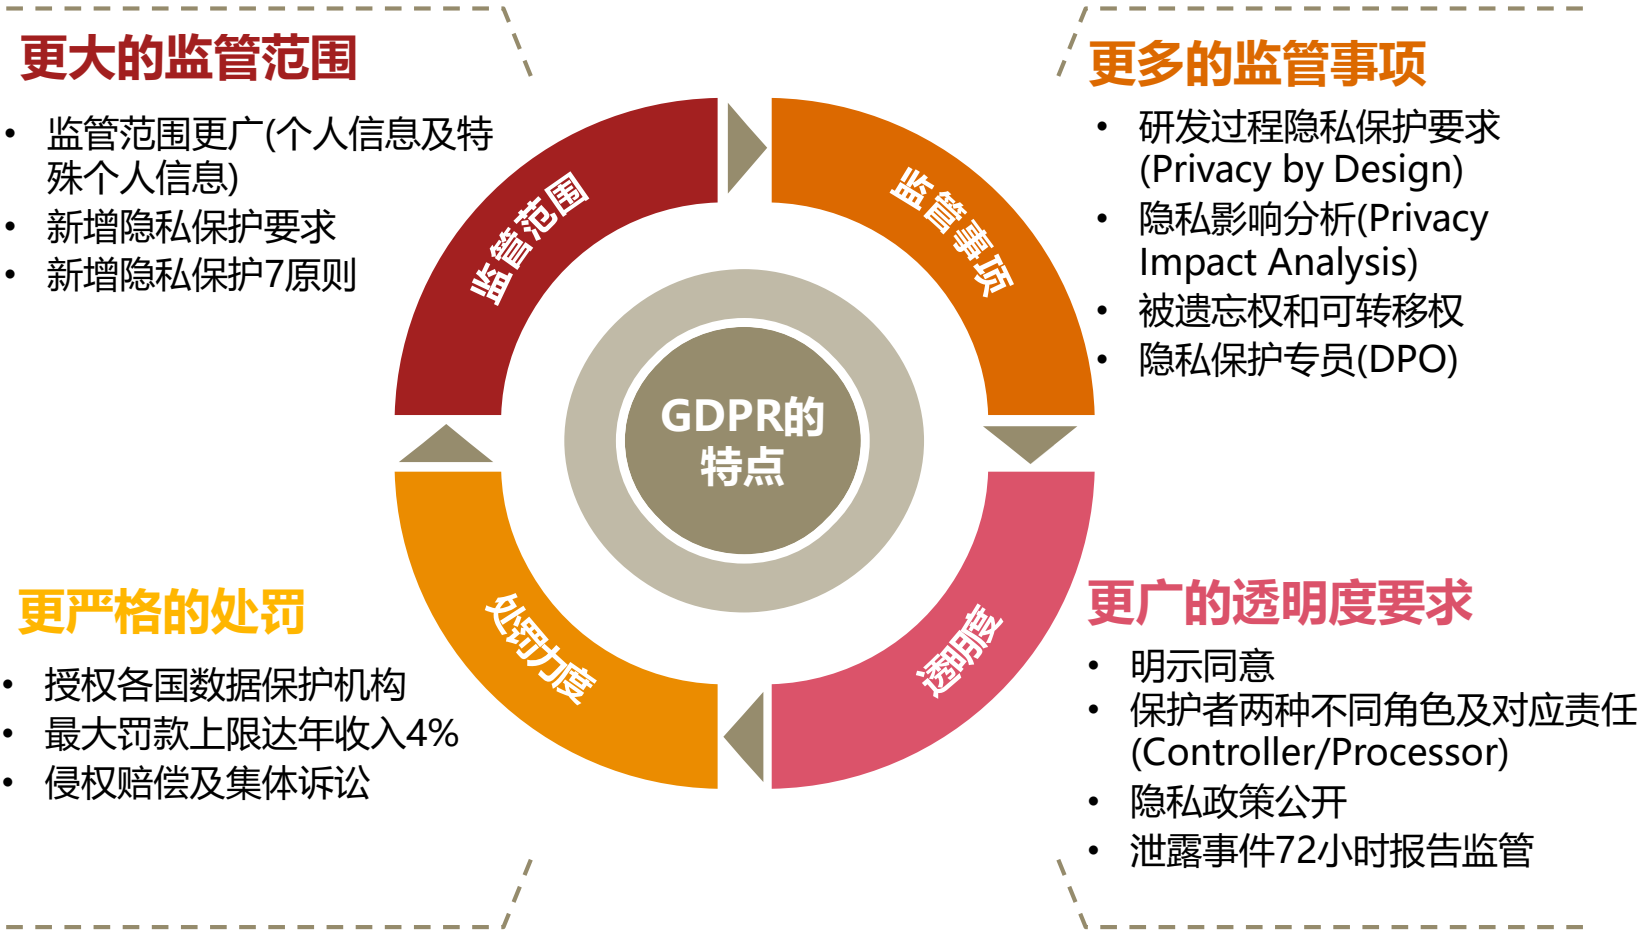 更大的监管范围
• 监管范围更广(个人信息及特
殊个人信息)
• 新增隐私保护要求
• 新增隐私保护7原则
更多的监管事项
• 研发过程隐私保护要求
(Privacy by Design)
• 隐私影响分析(Privacy
Impact Analysis)
• 被遗忘权和可转移权
• 隐私保护专员(DPO)
监管范围
监管事项
GDPR的
特点
处罚力度
透明度
更严格的处罚
• 授权各国数据保护机构
• 最大罚款上限达年收入4%
• 侵权赔偿及集体诉讼
更广的透明度要求
• 明示同意
• 保护者两种不同角色及对应责任
(Controller/Processor)
• 隐私政策公开
• 泄露事件72小时报告监管